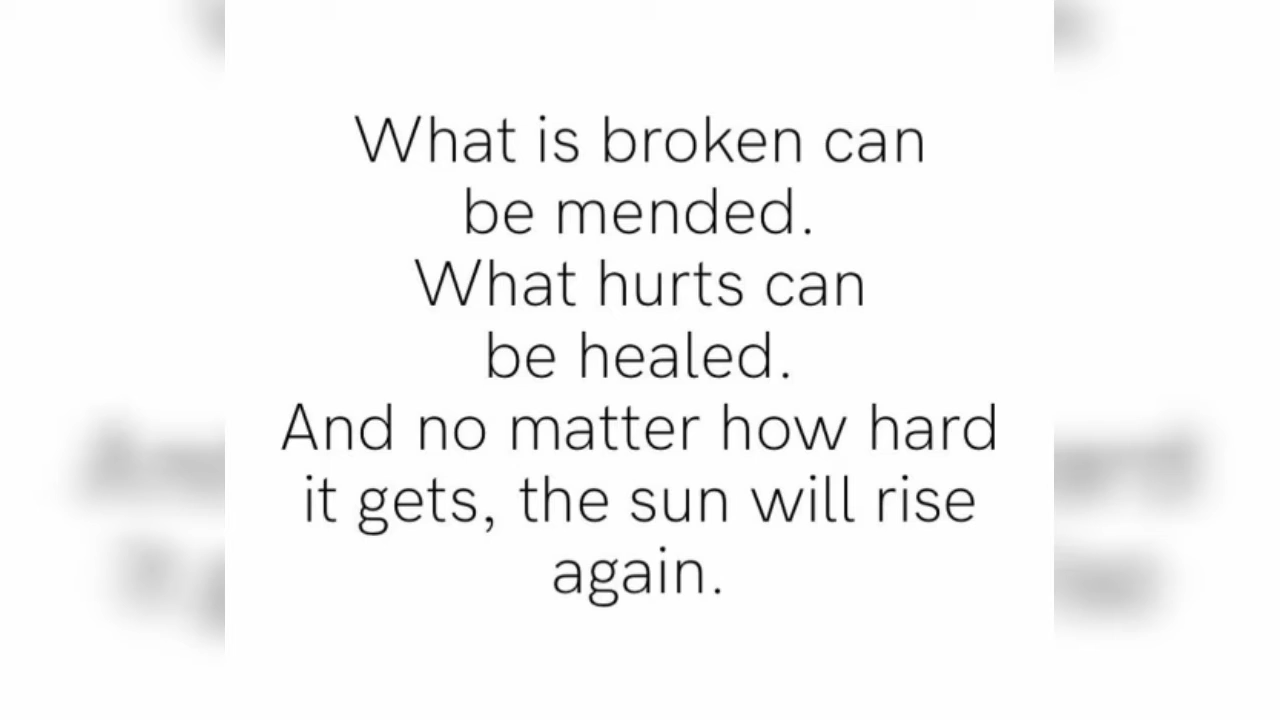 What is broken can
be mended.
What hurts can
be healed.
And no matter how hard
it gets, the sun will rise
again.